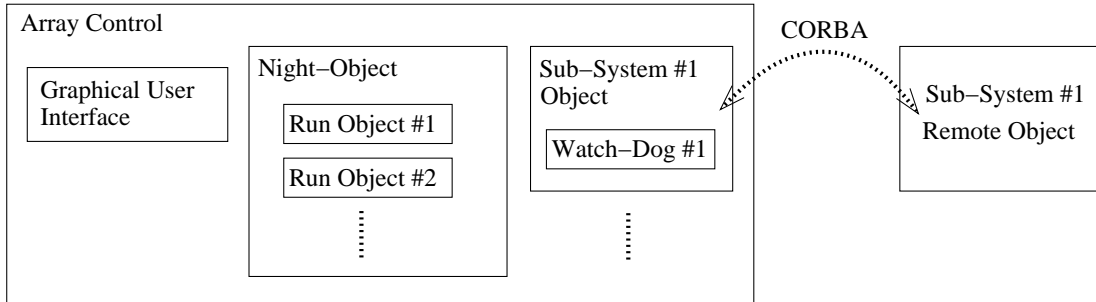 Array Control
Graphical User
Interface
Night–Object
Run Object #1
Run Object #2
Sub–System #1
Object
Watch–Dog #1
CORBA
Sub–System #1
Remote Object